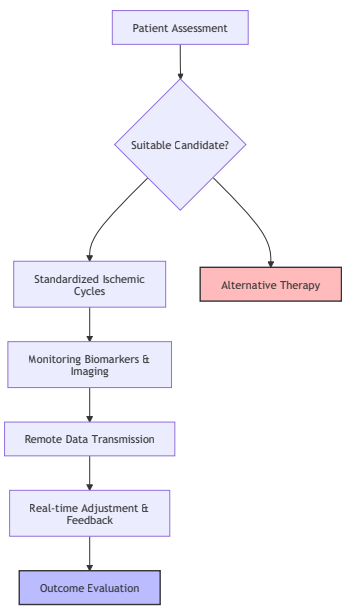 Patient Assessment
Suitable Candidate?
Standardized Ischemic
Cycles
Alternative Therapy
Monitoring Biomarkers &
Imaging
Remote Data Transmission
Real-time Adjustment &
Feedback
Outcome Evaluation